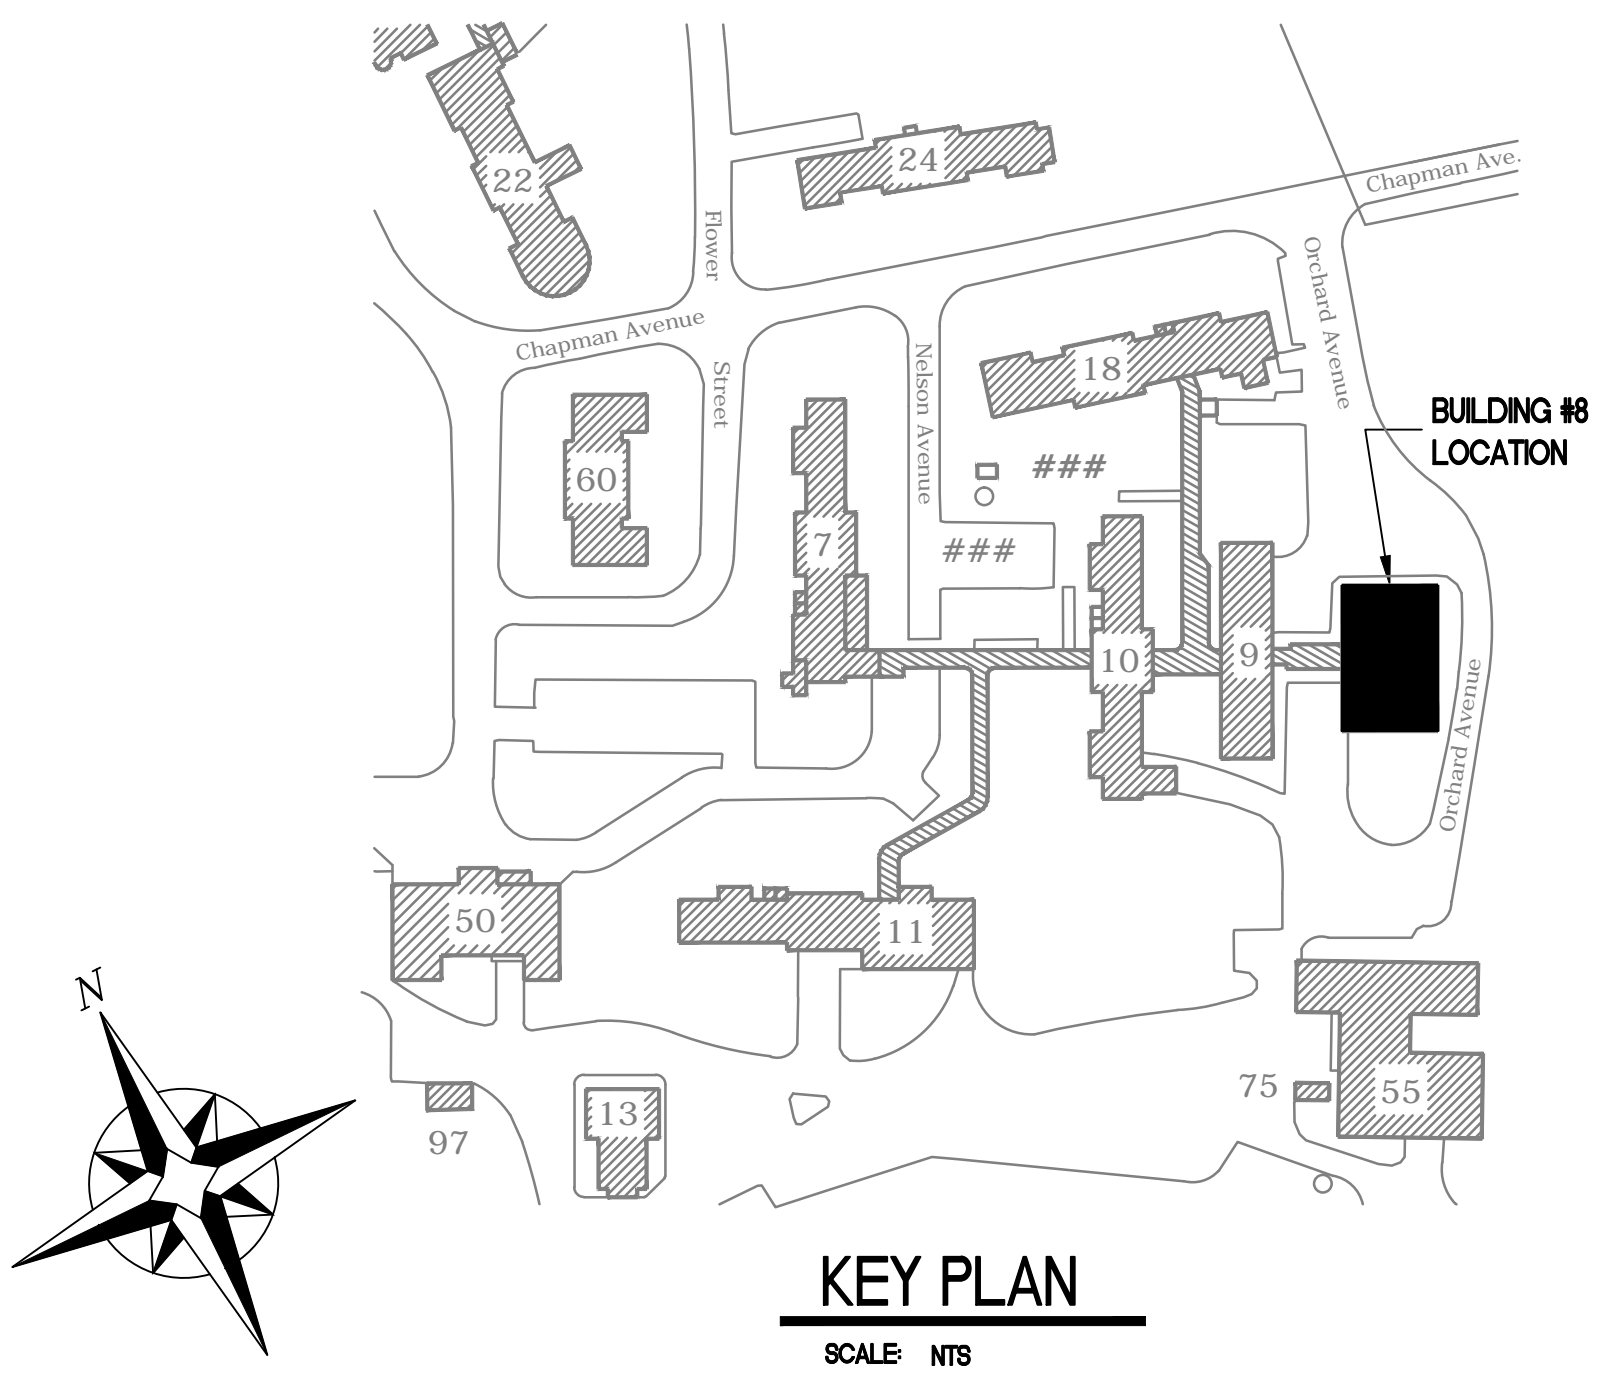 24
22
Chapman Ave.
Flower
Orchard Avenue
Chapman Avenue
Street
Nelson Avenue
18
BUILDING #8
LOCATION
###
60
7
###
10
9
Orchard Avenue
50
11
N
75
55
13
97
KEY PLAN
SCALE: NTS